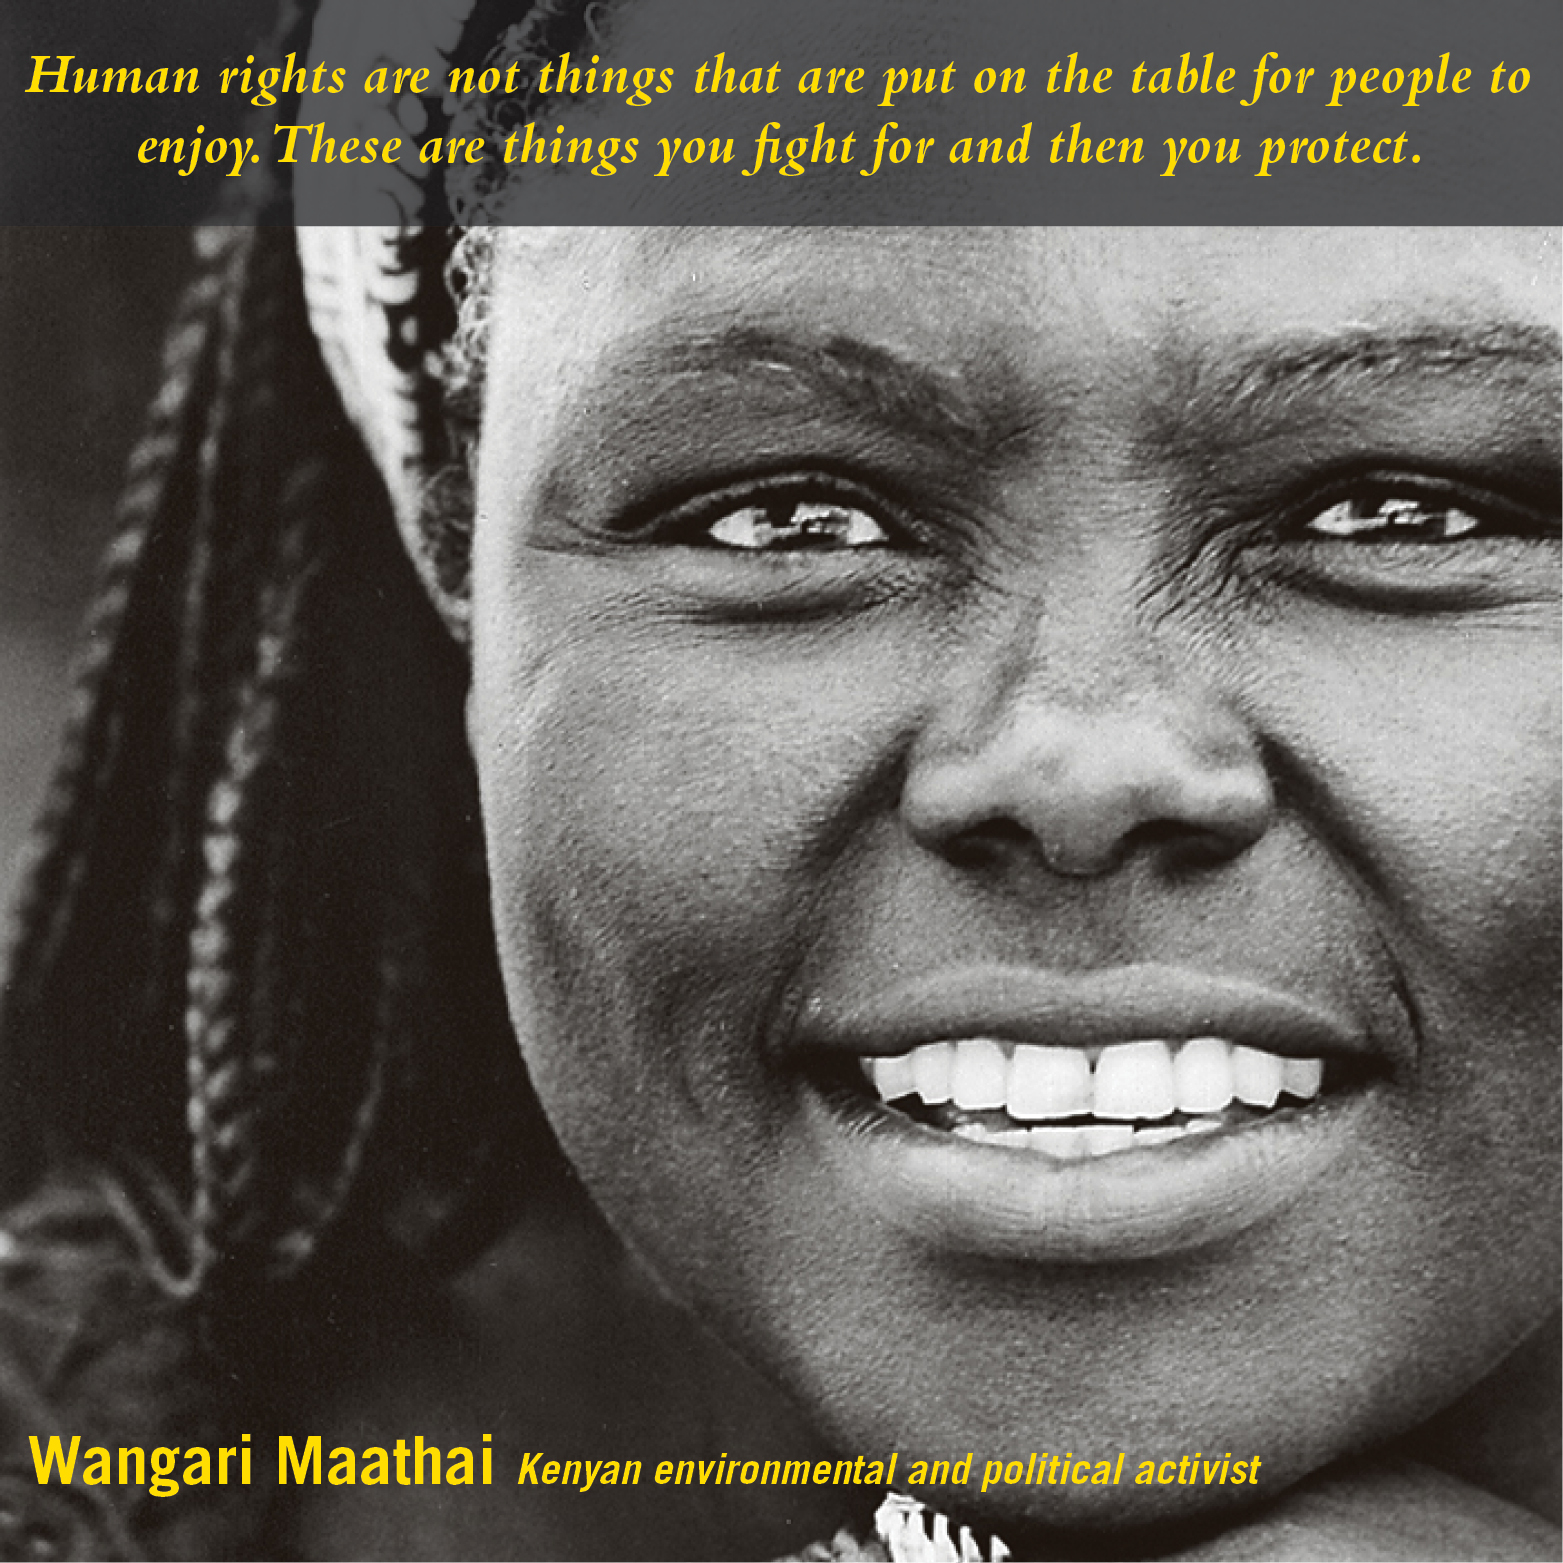 Human rights are not things that are put on the table for people to
enjoy. These are things you fight for and then you protect.
Wangari Maathai Kenyan environmental and political activist